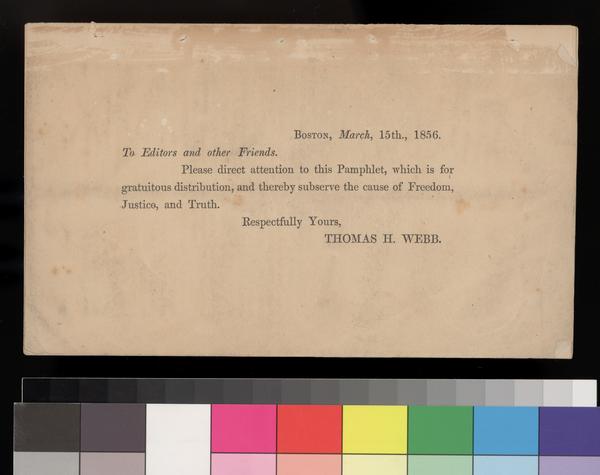 Boston, March, 15th., 1856.
To Editors and other Friends.
Please direct attention to this Pamphlet, which is for
gratuitous distribution, and thereby subserve the cause of Freedom,
Justice, and Truth.
Respectfully Yours,
THOMAS H. WEBB.